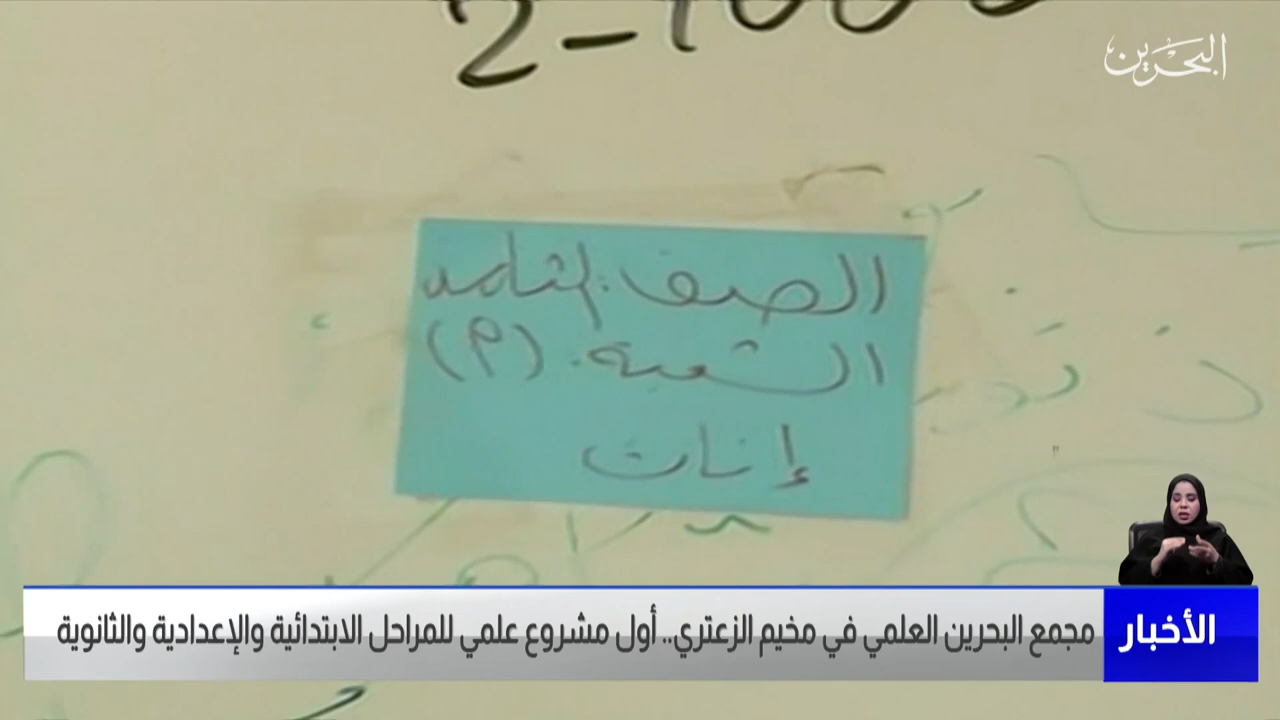 2-100
البحرين
الصف: الثامن
الشعبة: (م)
إناث
الأخبار
مجمع البحرين العلمي في مخيم الزعتري.. أول مشروع علمي للمراحل الابتدائية والإعدادية والثانوية